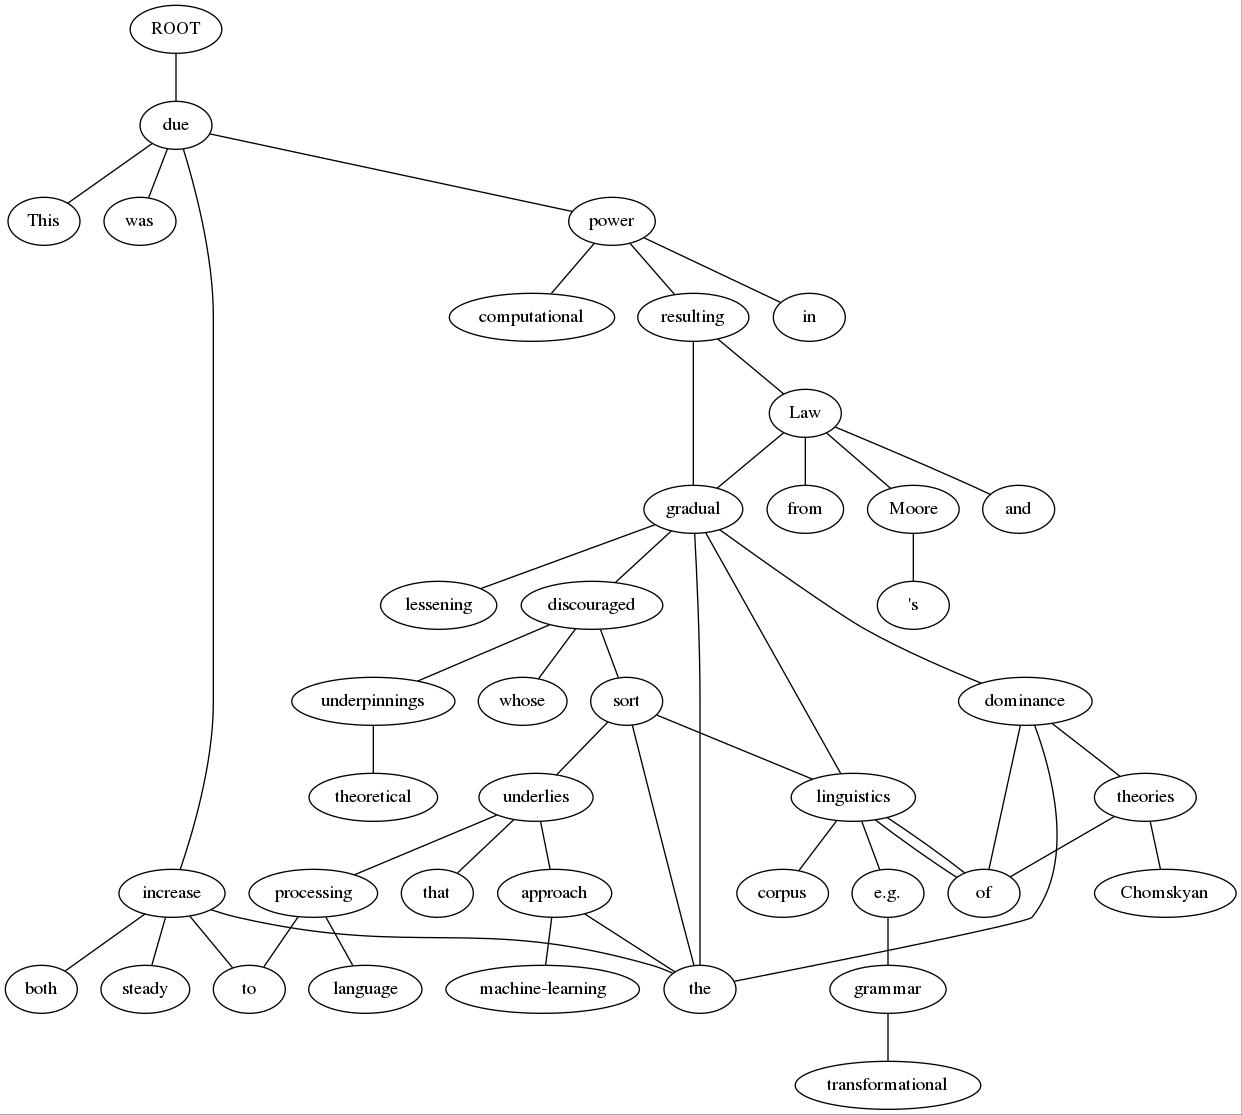 ROOT
due
This
was
power
computational
resulting
in
Law
gradual
from
Moore
and
lessening
discouraged
's
underpinnings
whose
sort
dominance
theoretical
underlies
linguistics
theories
increase
processing
that
approach
corpus
e.g.
of
Chomskyan
both
steady
to
language
machine-learning
the
grammar
transformational